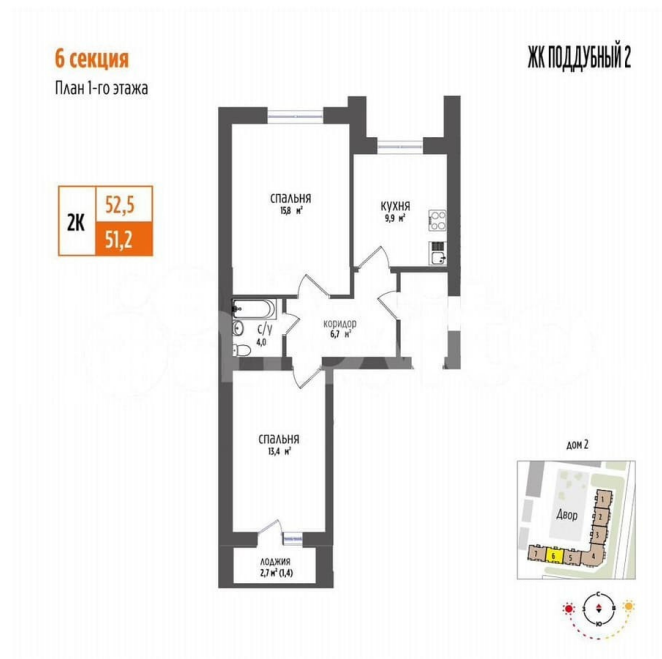 6 секция
План 1-го этажа
ЖК ПОДДУБНЫЙ 2
2К
52,5
51,2
спальня
15,8 м²
кухня
9,9 м²
с/у
4,0
коридор
6,7 м²
спальня
13,4 м²
лоджия
2,7 м² (1,4)
дом 2
Двор
1
2
3
4
5
6
7
С
З
В
Ю